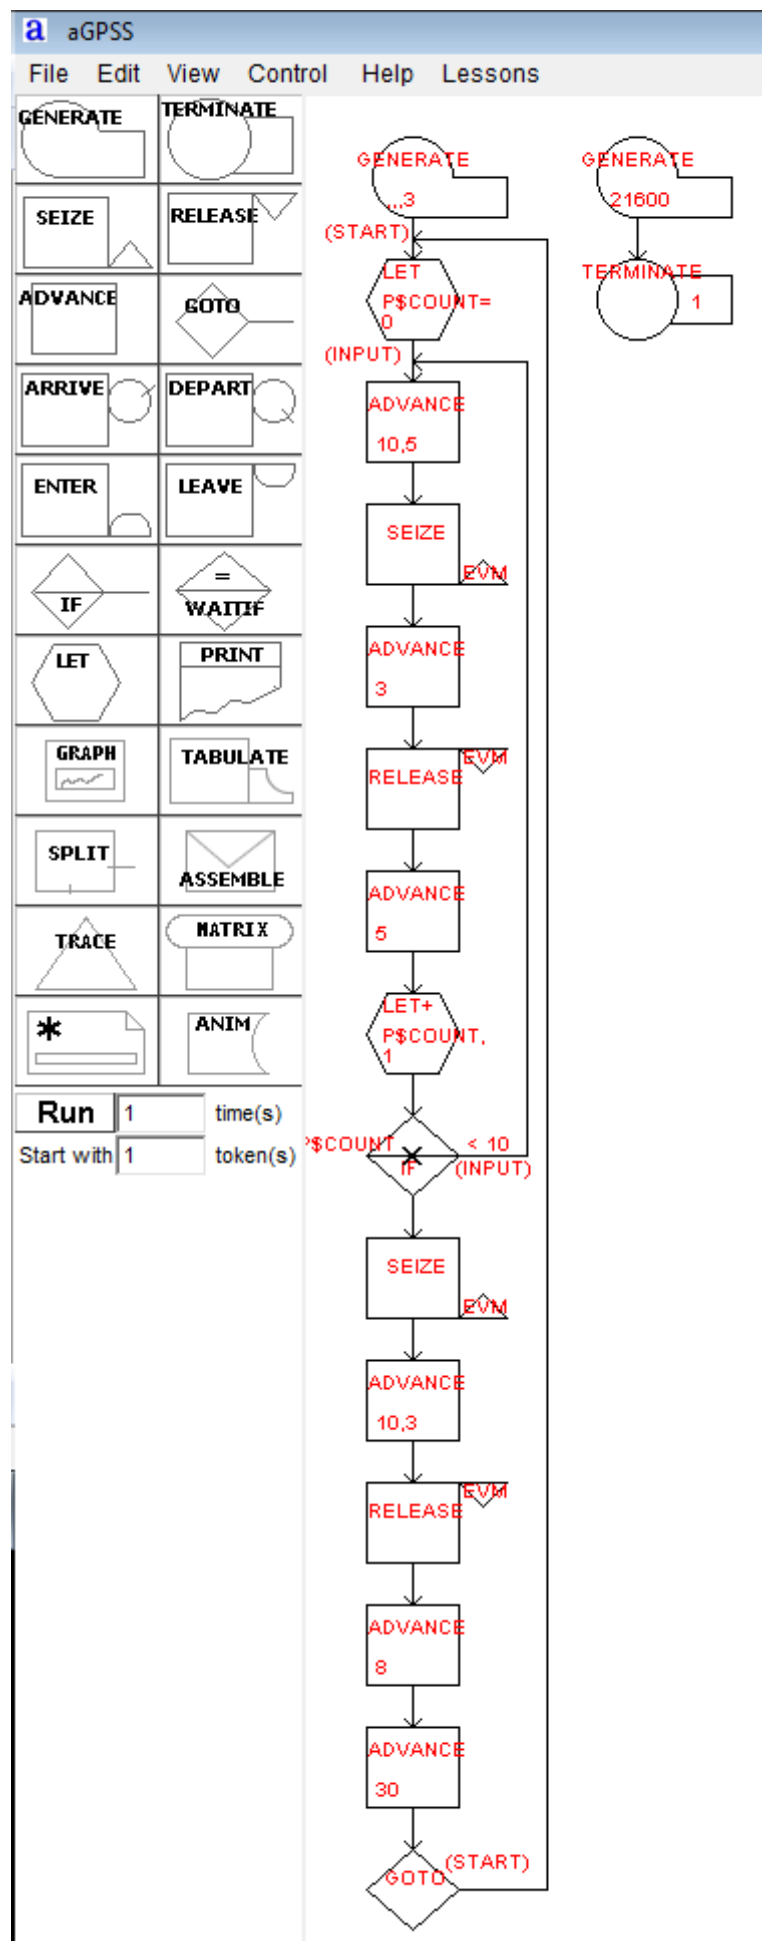 a aGPSS
File Edit View Control Help Lessons
GENERATE TERMINATE
SEIZE RELEASE
ADVANCE GOTO
ARRIVE DEPART
ENTER LEAVE
IF = WAITIF
LET PRINT
GRAPH TABULATE
SPLIT ASSEMBLE
TRACE MATRIX
* ANIM
Run 1 time(s)
Start with 1 token(s)
GENERATE
,,,3
(START)
LET
P$COUNT=
0
(INPUT)
ADVANCE
10,5
SEIZE
EVM
ADVANCE
3
RELEASE
EVM
ADVANCE
5
LET+
P$COUNT,
1
P$COUNT < 10
IF (INPUT)
SEIZE
EVM
ADVANCE
10,3
RELEASE
EVM
ADVANCE
8
ADVANCE
30
GOTO (START)
GENERATE
21600
TERMINATE
1